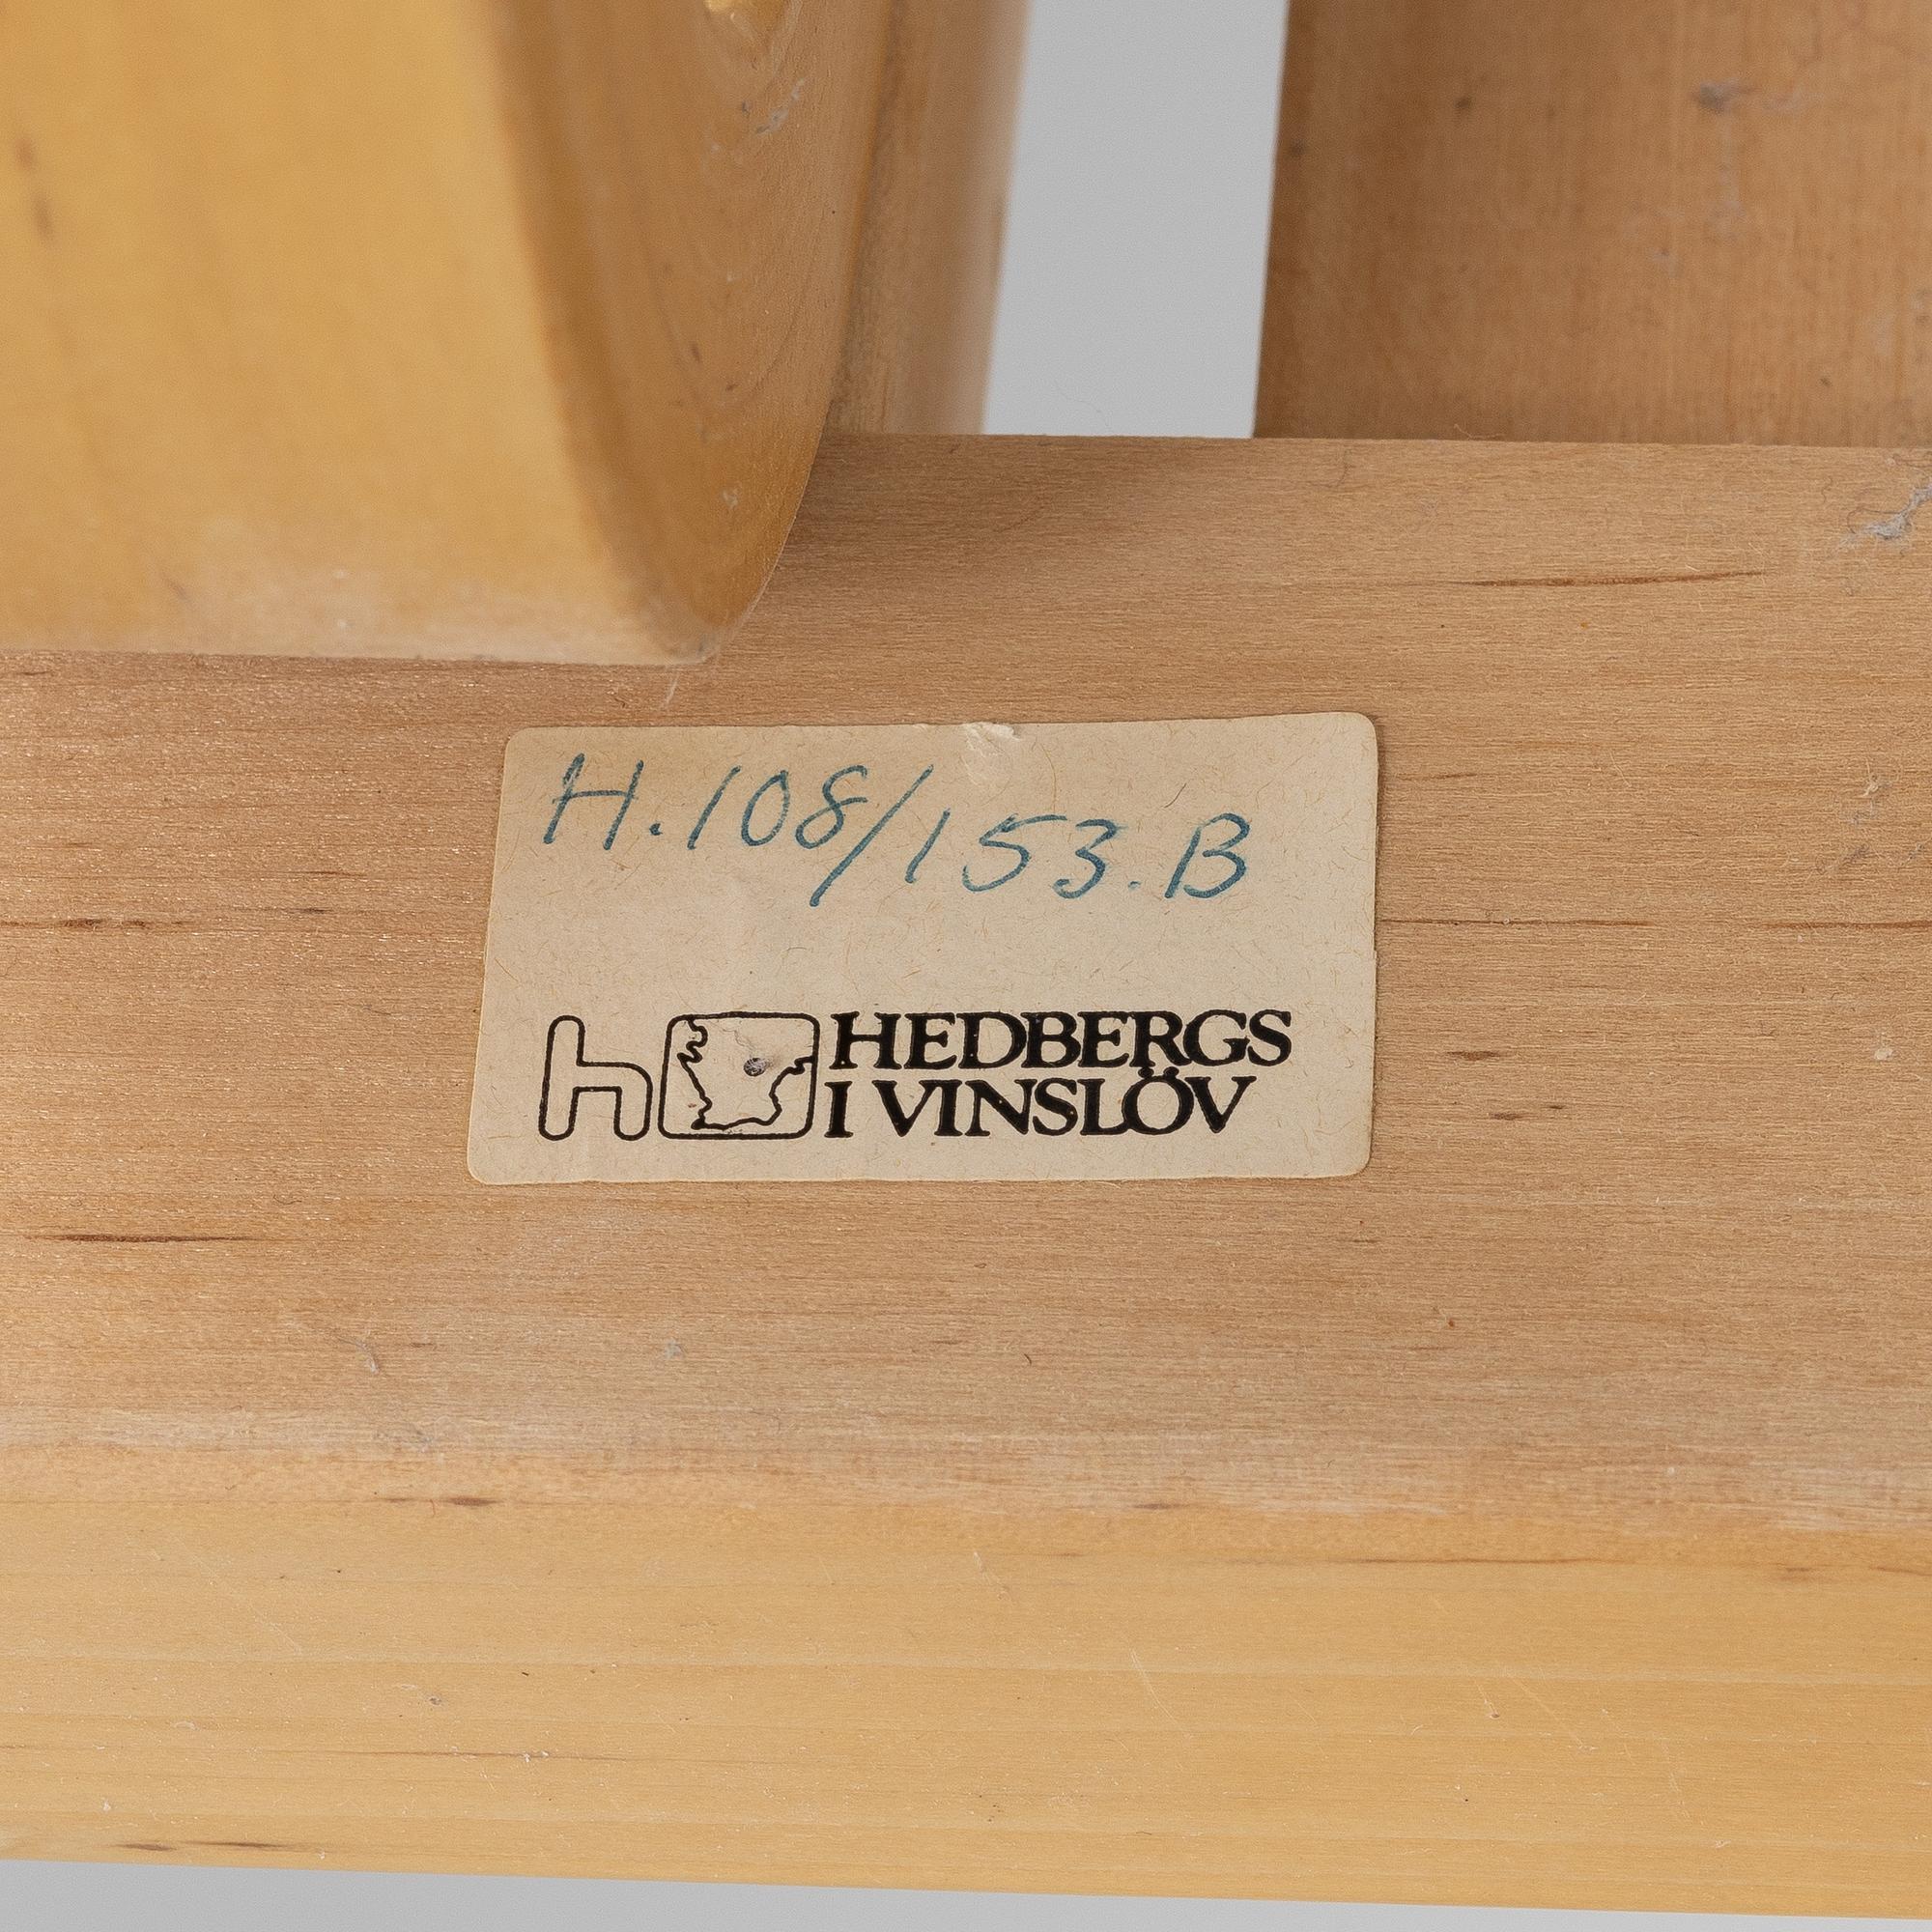 H.108/153.B
h HEDBERGS
I VINSLÖV